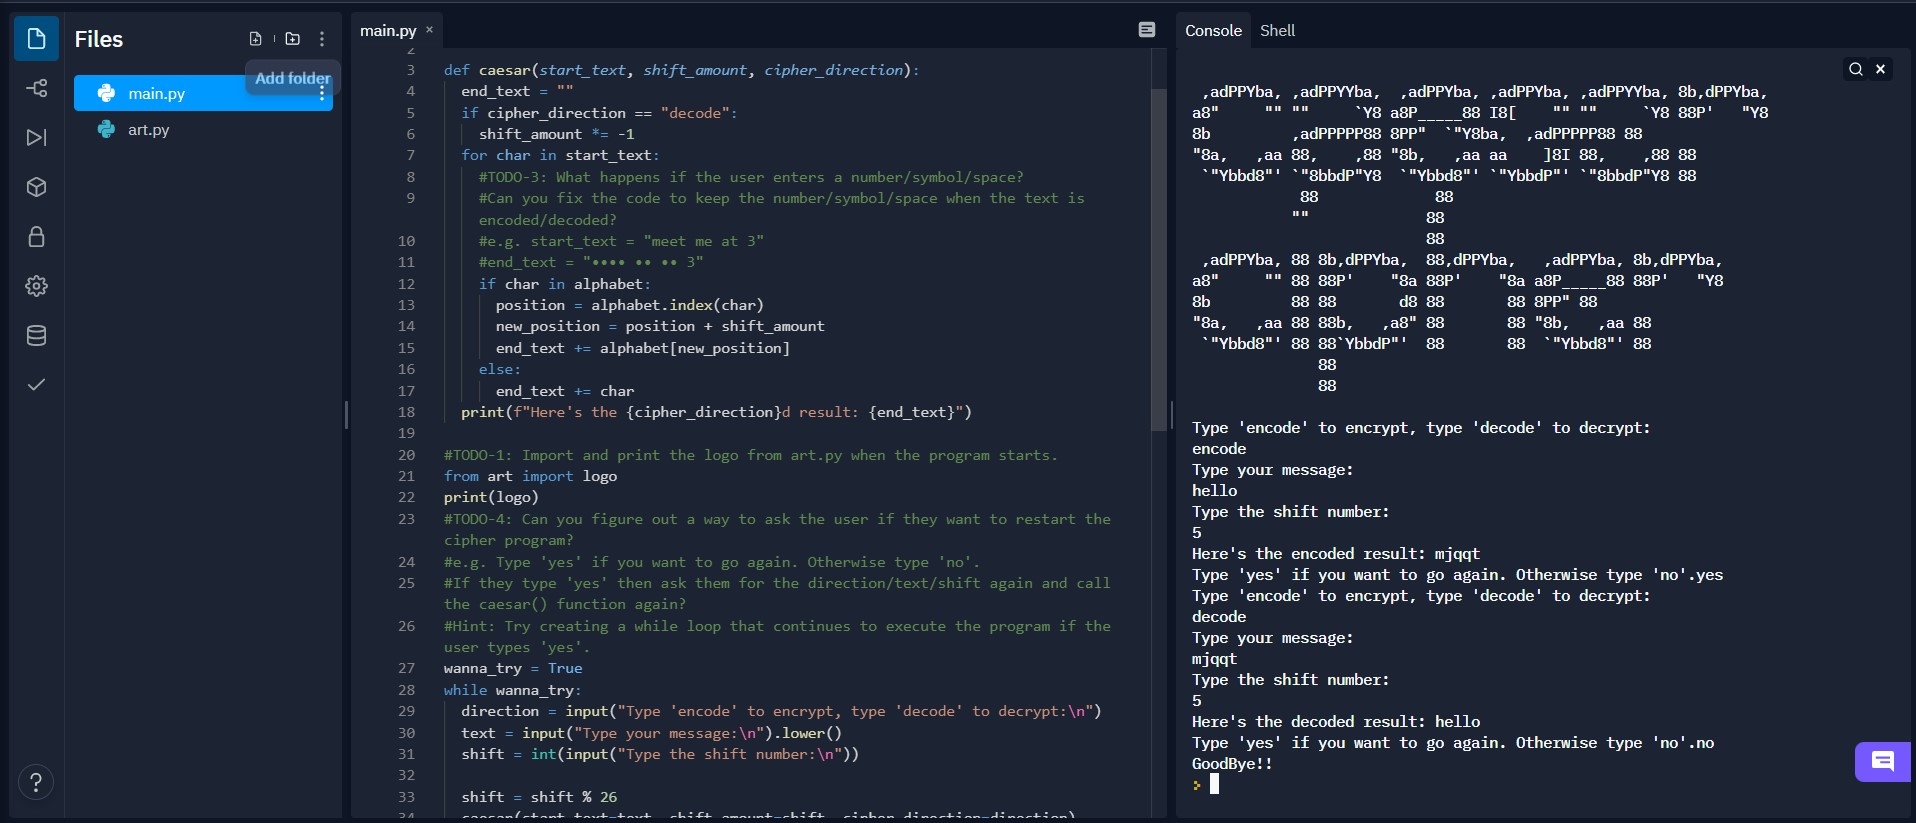 Files
Add folder
main.py
art.py
main.py ×
2
3 def caesar(start_text, shift_amount, cipher_direction):
4 end_text = ""
5 if cipher_direction == "decode":
6 shift_amount *= -1
7 for char in start_text:
8 #TODO-3: What happens if the user enters a number/symbol/space?
9 #Can you fix the code to keep the number/symbol/space when the text is
encoded/decoded?
10 #e.g. start_text = "meet me at 3"
11 #end_text = "•••• •• •• 3"
12 if char in alphabet:
13 position = alphabet.index(char)
14 new_position = position + shift_amount
15 end_text += alphabet[new_position]
16 else:
17 end_text += char
18 print(f"Here's the {cipher_direction}d result: {end_text}")
19
20 #TODO-1: Import and print the logo from art.py when the program starts.
21 from art import logo
22 print(logo)
23 #TODO-4: Can you figure out a way to ask the user if they want to restart the
cipher program?
24 #e.g. Type 'yes' if you want to go again. Otherwise type 'no'.
25 #If they type 'yes' then ask them for the direction/text/shift again and call
the caesar() function again?
26 #Hint: Try creating a while loop that continues to execute the program if the
user types 'yes'.
27 wanna_try = True
28 while wanna_try:
29 direction = input("Type 'encode' to encrypt, type 'decode' to decrypt:\n")
30 text = input("Type your message:\n").lower()
31 shift = int(input("Type the shift number:\n"))
32
33 shift = shift % 26
34 caesar(start_text=text, shift_amount=shift, cipher_direction=direction)
Console Shell
 ,adPPYba, ,adPPYYba,  ,adPPYba, ,adPPYba, ,adPPYYba, 8b,dPPYba,
a8"     "" ""     `Y8 a8P_____88 I8[    "" ""     `Y8 88P'   "Y8
8b         ,adPPPPP88 8PP"  `"Y8ba,  ,adPPPPP88 88
"8a,   ,aa 88,    ,88 "8b,   ,aa aa    ]8I 88,    ,88 88
 `"Ybbd8"' `"8bbdP"Y8  `"Ybbd8"' `"YbbdP"' `"8bbdP"Y8 88
            88             88
           ""             88
                          88
 ,adPPYba, 88 8b,dPPYba,  88,dPPYba,   ,adPPYba, 8b,dPPYba,
a8"     "" 88 88P'    "8a 88P'    "8a a8P_____88 88P'   "Y8
8b         88 88       d8 88       88 8PP" 88
"8a,   ,aa 88 88b,   ,a8" 88       88 "8b,   ,aa 88
 `"Ybbd8"' 88 88`YbbdP"'  88       88  `"Ybbd8"' 88
              88
              88
Type 'encode' to encrypt, type 'decode' to decrypt:
encode
Type your message:
hello
Type the shift number:
5
Here's the encoded result: mjqqt
Type 'yes' if you want to go again. Otherwise type 'no'.yes
Type 'encode' to encrypt, type 'decode' to decrypt:
decode
Type your message:
mjqqt
Type the shift number:
5
Here's the decoded result: hello
Type 'yes' if you want to go again. Otherwise type 'no'.no
GoodBye!!
>